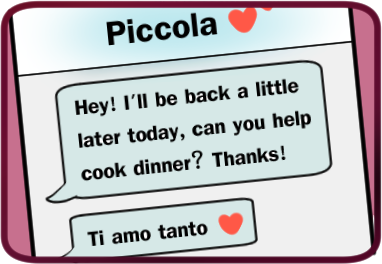 Piccola ❤️
Hey! I'll be back a little
later today, can you help
cook dinner? Thanks!
Ti amo tanto ❤️